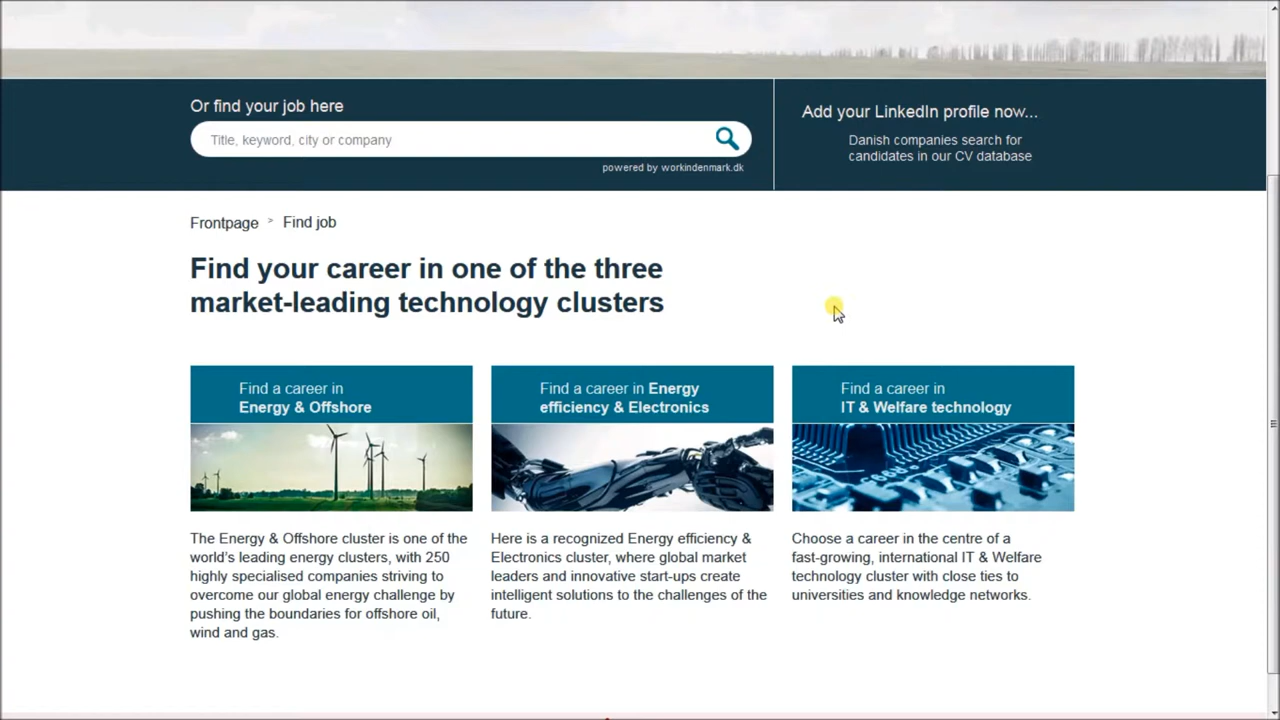 Or find your job here
Title, keyword, city or company
powered by workindenmark.dk
Add your LinkedIn profile now...
Danish companies search for
candidates in our CV database
Frontpage > Find job
Find your career in one of the three
market-leading technology clusters
Find a career in
Energy & Offshore
The Energy & Offshore cluster is one of the
world's leading energy clusters, with 250
highly specialised companies striving to
overcome our global energy challenge by
pushing the boundaries for offshore oil,
wind and gas.
Find a career in Energy
efficiency & Electronics
Here is a recognized Energy efficiency &
Electronics cluster, where global market
leaders and innovative start-ups create
intelligent solutions to the challenges of the
future.
Find a career in
IT & Welfare technology
Choose a career in the centre of a
fast-growing, international IT & Welfare
technology cluster with close ties to
universities and knowledge networks.